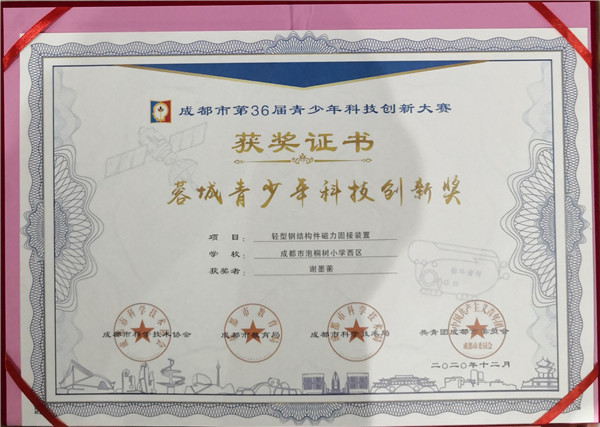 成都市第36届青少年科技创新大赛
获奖证书
蓉城青少年科技创新奖
项目：轻型钢结构件磁力固接装置
学校：成都市泡桐树小学西区
获奖者：谢墨菡
成都市科学技术协会
成都市教育局
成都市科学技术局
共青团成都市委员会
二〇二〇年十二月